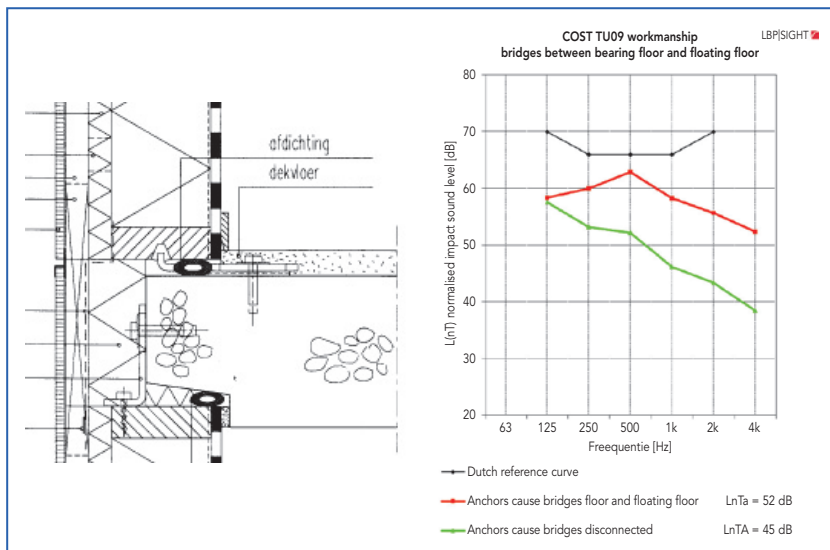 afdichting
dekvloer
COST TU09 workmanship
bridges between bearing floor and floating floor
LBP|SIGHT
L(nT) normalised impact sound level [dB]
80
70
60
50
40
30
20
63 125 250 500 1k 2k 4k
Freequentie [Hz]
Dutch reference curve
Anchors cause bridges floor and floating floor LnTa = 52 dB
Anchors cause bridges disconnected LnTA = 45 dB